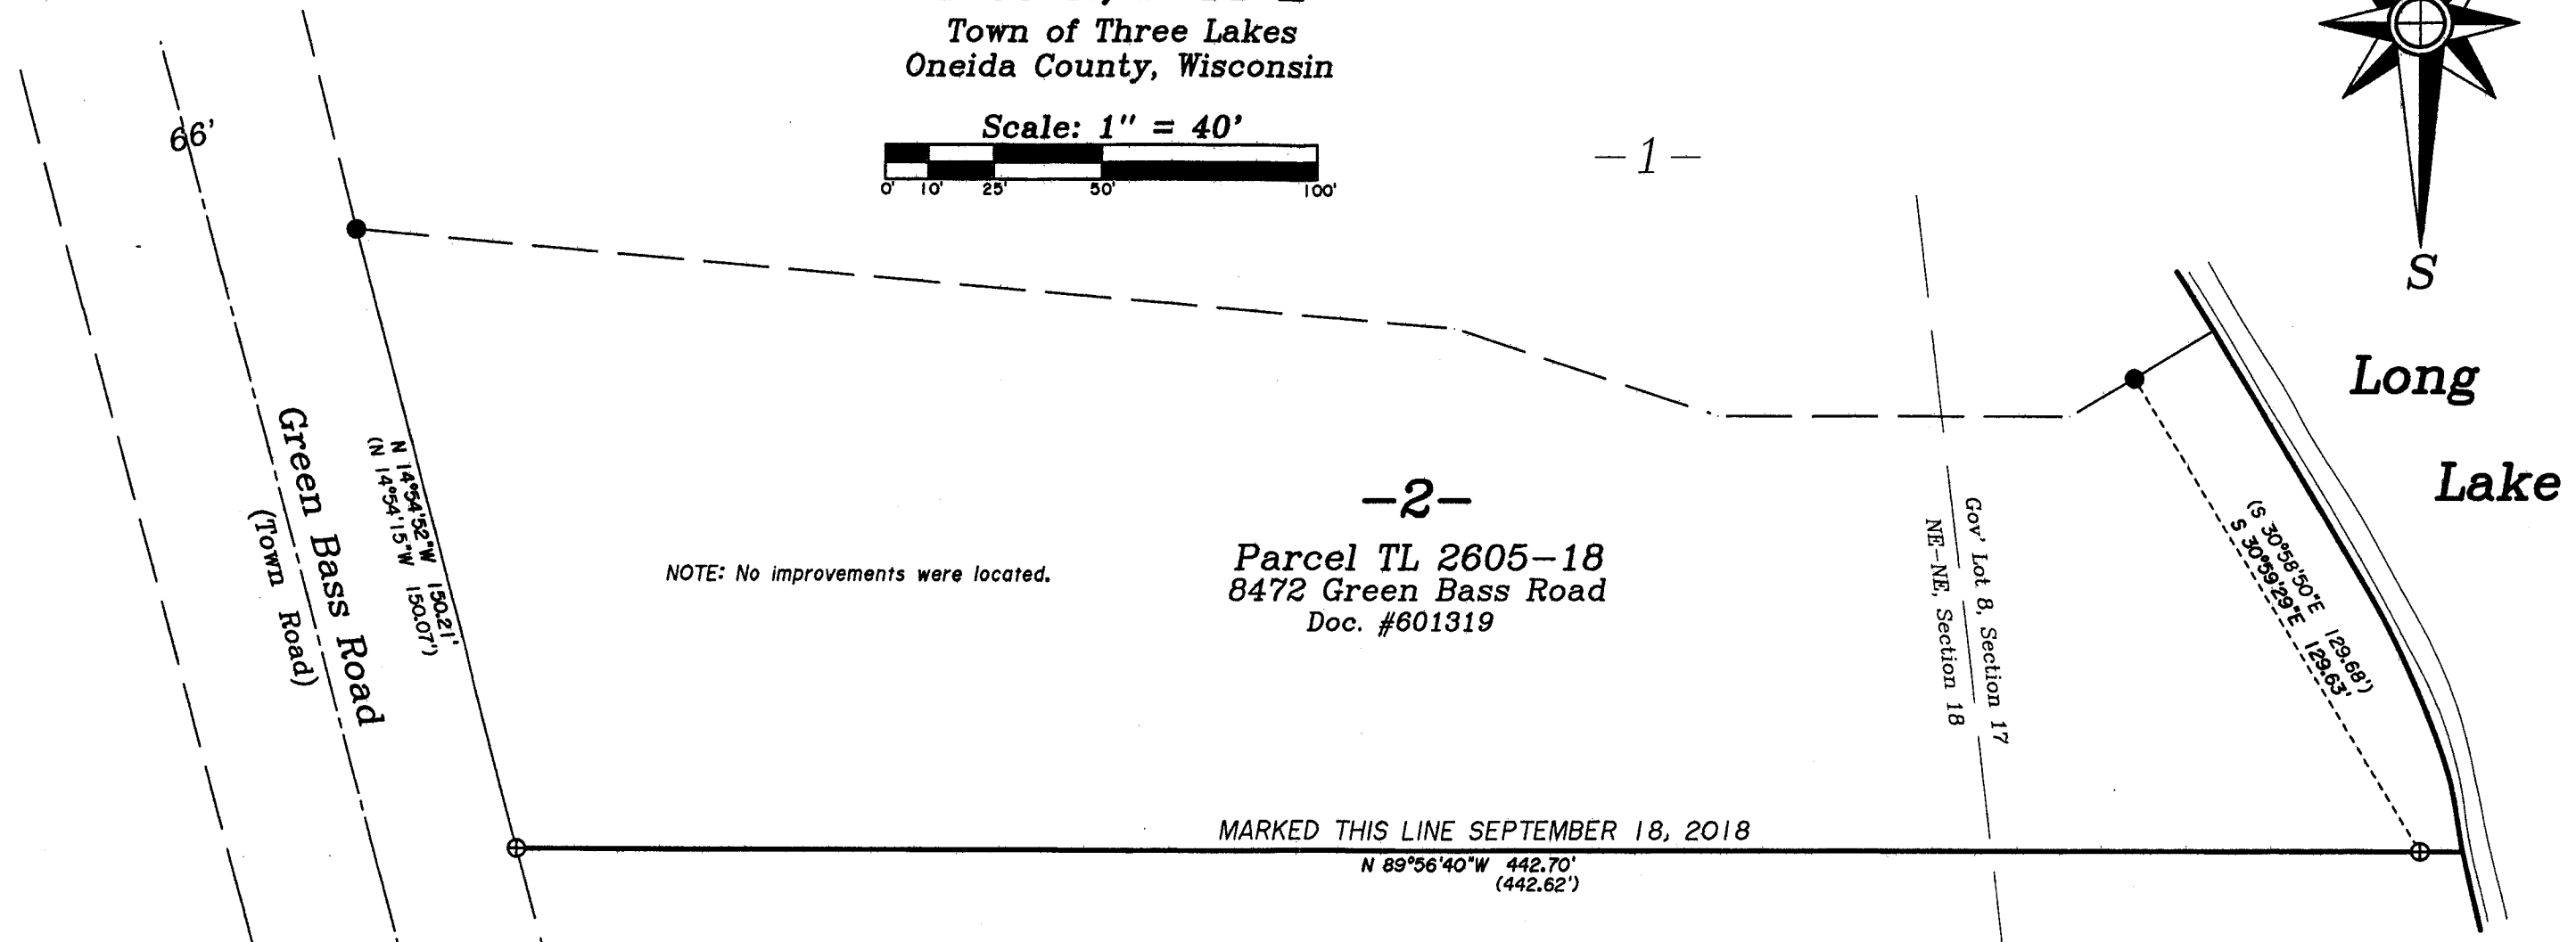 Town of Three Lakes
Oneida County, Wisconsin
Scale: 1" = 40'
0' 10' 25' 50' 100'
66'
-1-
S
Long
Lake
Green Bass Road
(Town Road)
N 14°54'52"W 150.21'
(N 14°54'15"W 150.07')
NOTE: No improvements were located.
-2-
Parcel TL 2605-18
8472 Green Bass Road
Doc. #601319
Gov' Lot 8, Section 17
NE-NE, Section 18
(S 30°58'50"E 129.68')
S 30°59'29"E 129.63'
MARKED THIS LINE SEPTEMBER 18, 2018
N 89°56'40"W 442.70'
(442.62')